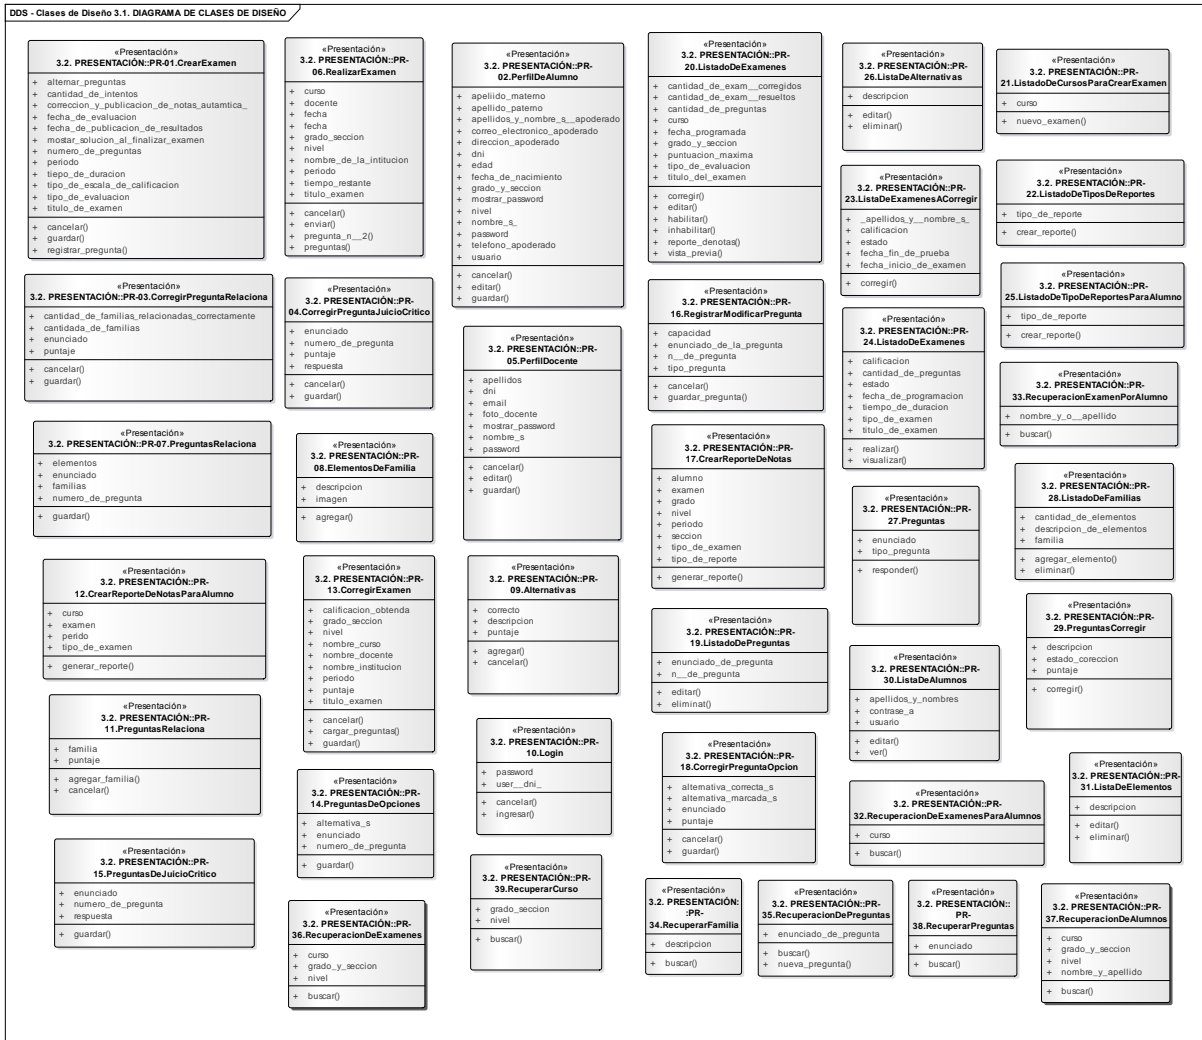 DDS - Clases de Diseño 3.1. DIAGRAMA DE CLASES DE DISEÑO
«Presentación»
3.2. PRESENTACIÓN::PR-01.CrearExamen
+ alternar_preguntas
+ cantidad_de_intentos
+ correccion_y_publicacion_de_notas_autamtica_
+ fecha_de_evaluacion
+ fecha_de_publicacion_de_resultados
+ mostar_solucion_al_finalizar_examen
+ numero_de_preguntas
+ periodo
+ tiepo_de_duracion
+ tipo_de_escala_de_calificacion
+ tipo_de_evaluacion
+ titulo_de_examen
+ cancelar()
+ guardar()
+ registrar_pregunta()
«Presentación»
3.2. PRESENTACIÓN::PR-
06.RealizarExamen
+ curso
+ docente
+ fecha
+ fecha
+ grado_seccion
+ nivel
+ nombre_de_la_intitucion
+ periodo
+ tiempo_restante
+ titulo_examen
+ cancelar()
+ enviar()
+ pregunta_n__2()
+ preguntas()
«Presentación»
3.2. PRESENTACIÓN::PR-
02.PerfilDeAlumno
+ apeliido_materno
+ apellido_paterno
+ apellidos_y_nombre_s__apoderado
+ correo_electronico_apoderado
+ direccion_apoderado
+ dni
+ edad
+ fecha_de_nacimiento
+ grado_y_seccion
+ mostrar_password
+ nivel
+ nombre_s_
+ password
+ telefono_apoderado
+ usuario
+ cancelar()
+ editar()
+ guardar()
«Presentación»
3.2. PRESENTACIÓN::PR-
20.ListadoDeExamenes
+ cantidad_de_exam__corregidos
+ cantidad_de_exam__resueltos
+ cantidad_de_preguntas
+ curso
+ fecha_programada
+ grado_y_seccion
+ puntuacion_maxima
+ tipo_de_evaluacion
+ titulo_del_examen
+ corregir()
+ editar()
+ habilitar()
+ inhabilitar()
+ reporte_denotas()
+ vista_previa()
«Presentación»
3.2. PRESENTACIÓN::PR-
26.ListaDeAlternativas
+ descripcion
+ editar()
+ eliminar()
«Presentación»
3.2. PRESENTACIÓN::PR-
21.ListadoDeCursosParaCrearExamen
+ curso
+ nuevo_examen()
«Presentación»
3.2. PRESENTACIÓN::PR-
23.ListaDeExamenesACorregir
+ _apellidos_y__nombre_s_
+ calificacion
+ estado
+ fecha_fin_de_prueba
+ fecha_inicio_de_examen
+ corregir()
«Presentación»
3.2. PRESENTACIÓN::PR-
22.ListadoDeTiposDeReportes
+ tipo_de_reporte
+ crear_reporte()
«Presentación»
3.2. PRESENTACIÓN::PR-03.CorregirPreguntaRelaciona
+ cantidad_de_familias_relacionadas_correctamente
+ cantidada_de_familias
+ enunciado
+ puntaje
+ cancelar()
+ guardar()
«Presentación»
3.2. PRESENTACIÓN::PR-
04.CorregirPreguntaJuicioCritico
+ enunciado
+ numero_de_pregunta
+ puntaje
+ respuesta
+ cancelar()
+ guardar()
«Presentación»
3.2. PRESENTACIÓN::PR-
05.PerfilDocente
+ apellidos
+ dni
+ email
+ foto_docente
+ mostrar_password
+ nombre_s
+ password
+ cancelar()
+ editar()
+ guardar()
«Presentación»
3.2. PRESENTACIÓN::PR-
16.RegistrarModificarPregunta
+ capacidad
+ enunciado_de_la_pregunta
+ n__de_pregunta
+ tipo_pregunta
+ cancelar()
+ guardar_pregunta()
«Presentación»
3.2. PRESENTACIÓN::PR-
24.ListadoDeExamenes
+ calificacion
+ cantidad_de_preguntas
+ estado
+ fecha_de_programacion
+ tiempo_de_duracion
+ tipo_de_examen
+ titulo_de_examen
+ realizar()
+ visualizar()
«Presentación»
3.2. PRESENTACIÓN::PR-
25.ListadoDeTipoDeReportesParaAlumno
+ tipo_de_reporte
+ crear_reporte()
«Presentación»
3.2. PRESENTACIÓN::PR-
33.RecuperacionExamenPorAlumno
+ nombre_y_o__apellido
+ buscar()
«Presentación»
3.2. PRESENTACIÓN::PR-07.PreguntasRelaciona
+ elementos
+ enunciado
+ familias
+ numero_de_pregunta
+ guardar()
«Presentación»
3.2. PRESENTACIÓN::PR-
08.ElementosDeFamilia
+ descripcion
+ imagen
+ agregar()
«Presentación»
3.2. PRESENTACIÓN::PR-
17.CrearReporteDeNotas
+ alumno
+ examen
+ grado
+ nivel
+ periodo
+ seccion
+ tipo_de_examen
+ tipo_de_reporte
+ generar_reporte()
«Presentación»
3.2. PRESENTACIÓN::PR-
27.Preguntas
+ enunciado
+ tipo_pregunta
+ responder()
«Presentación»
3.2. PRESENTACIÓN::PR-
28.ListadoDeFamilias
+ cantidad_de_elementos
+ descripcion_de_elementos
+ familia
+ agregar_elemento()
+ eliminar()
«Presentación»
3.2. PRESENTACIÓN::PR-
12.CrearReporteDeNotasParaAlumno
+ curso
+ examen
+ perido
+ tipo_de_examen
+ generar_reporte()
«Presentación»
3.2. PRESENTACIÓN::PR-
13.CorregirExamen
+ calificacion_obtenda
+ grado_seccion
+ nivel
+ nombre_curso
+ nombre_docente
+ nombre_institucion
+ periodo
+ puntaje
+ titulo_examen
+ cancelar()
+ cargar_preguntas()
+ guardar()
«Presentación»
3.2. PRESENTACIÓN::PR-
09.Alternativas
+ correcto
+ descripcion
+ puntaje
+ agregar()
+ cancelar()
«Presentación»
3.2. PRESENTACIÓN::PR-
19.ListadoDePreguntas
+ enunciado_de_pregunta
+ n__de_pregunta
+ editar()
+ eliminat()
«Presentación»
3.2. PRESENTACIÓN::PR-
30.ListaDeAlumnos
+ apellidos_y_nombres
+ contrase_a
+ usuario
+ editar()
+ ver()
«Presentación»
3.2. PRESENTACIÓN::PR-
29.PreguntasCorregir
+ descripcion
+ estado_coreccion
+ puntaje
+ corregir()
«Presentación»
3.2. PRESENTACIÓN::PR-
11.PreguntasRelaciona
+ familia
+ puntaje
+ agregar_familia()
+ cancelar()
«Presentación»
3.2. PRESENTACIÓN::PR-
14.PreguntasDeOpciones
+ alternativa_s
+ enunciado
+ numero_de_pregunta
+ guardar()
«Presentación»
3.2. PRESENTACIÓN::PR-
10.Login
+ password
+ user__dni_
+ cancelar()
+ ingresar()
«Presentación»
3.2. PRESENTACIÓN::PR-
18.CorregirPreguntaOpcion
+ alternativa_correcta_s
+ alternativa_marcada_s
+ enunciado
+ puntaje
+ cancelar()
+ guardar()
«Presentación»
3.2. PRESENTACIÓN::PR-
32.RecuperacionDeExamenesParaAlumnos
+ curso
+ buscar()
«Presentación»
3.2. PRESENTACIÓN::PR-
31.ListaDeElementos
+ descripcion
+ editar()
+ eliminar()
«Presentación»
3.2. PRESENTACIÓN::PR-
15.PreguntasDeJuicioCritico
+ enunciado
+ numero_de_pregunta
+ respuesta
+ guardar()
«Presentación»
3.2. PRESENTACIÓN::PR-
36.RecuperacionDeExamenes
+ curso
+ grado_y_seccion
+ nivel
+ buscar()
«Presentación»
3.2. PRESENTACIÓN::PR-
39.RecuperarCurso
+ grado_seccion
+ nivel
+ buscar()
«Presentación»
3.2. PRESENTACIÓN:
:PR-
34.RecuperarFamilia
+ descripcion
+ buscar()
«Presentación»
3.2. PRESENTACIÓN::PR-
35.RecuperacionDePreguntas
+ enunciado_de_pregunta
+ buscar()
+ nueva_pregunta()
«Presentación»
3.2. PRESENTACIÓN::
PR-
38.RecuperarPreguntas
+ enunciado
+ buscar()
«Presentación»
3.2. PRESENTACIÓN::PR-
37.RecuperacionDeAlumnos
+ curso
+ grado_y_seccion
+ nivel
+ nombre_y_apellido
+ buscar()